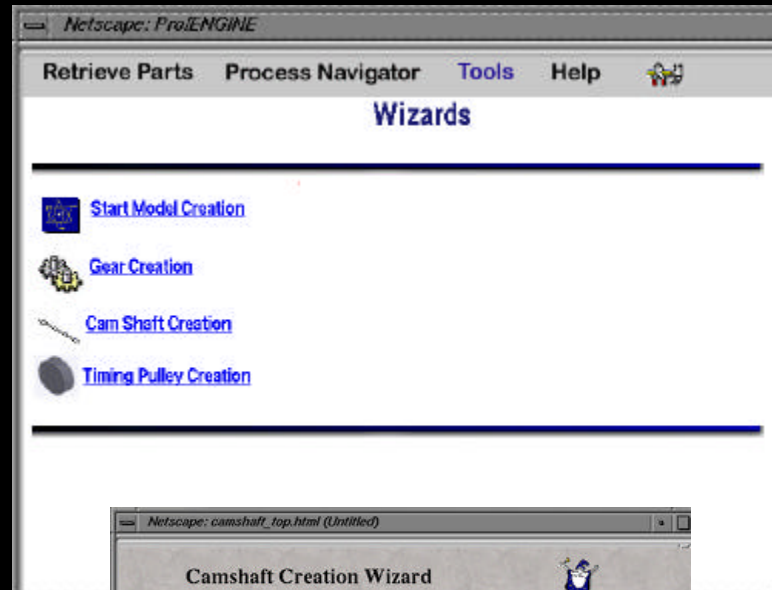 Netscape: Pro/ENGINE
Retrieve Parts Process Navigator Tools Help
Wizards
Start Model Creation
Gear Creation
Cam Shaft Creation
Timing Pulley Creation
Netscape: camshaft_top.html (Untitled)
Camshaft Creation Wizard